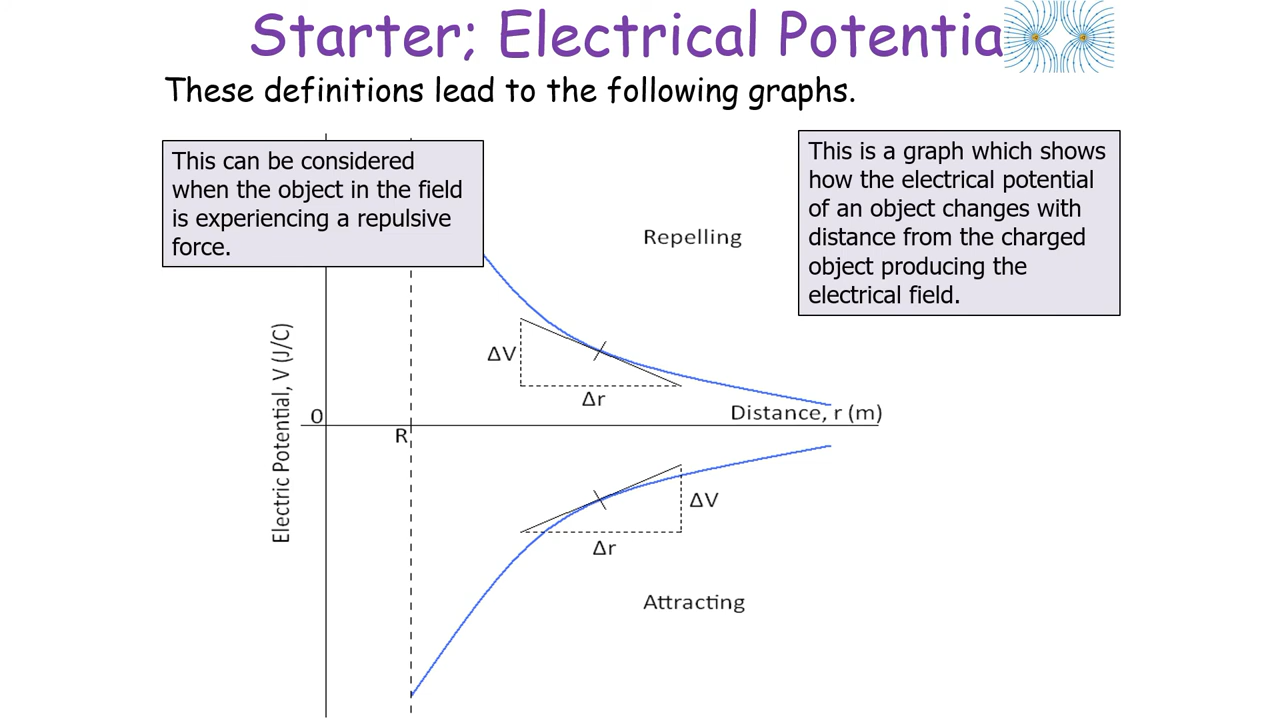 Starter; Electrical Potentia
These definitions lead to the following graphs.
This can be considered
when the object in the field
is experiencing a repulsive
force.
This is a graph which shows
how the electrical potential
of an object changes with
distance from the charged
object producing the
electrical field.
Repelling
Electric Potential, V (J/C)
ΔV
Δr
0
Distance, r (m)
R
ΔV
Δr
Attracting